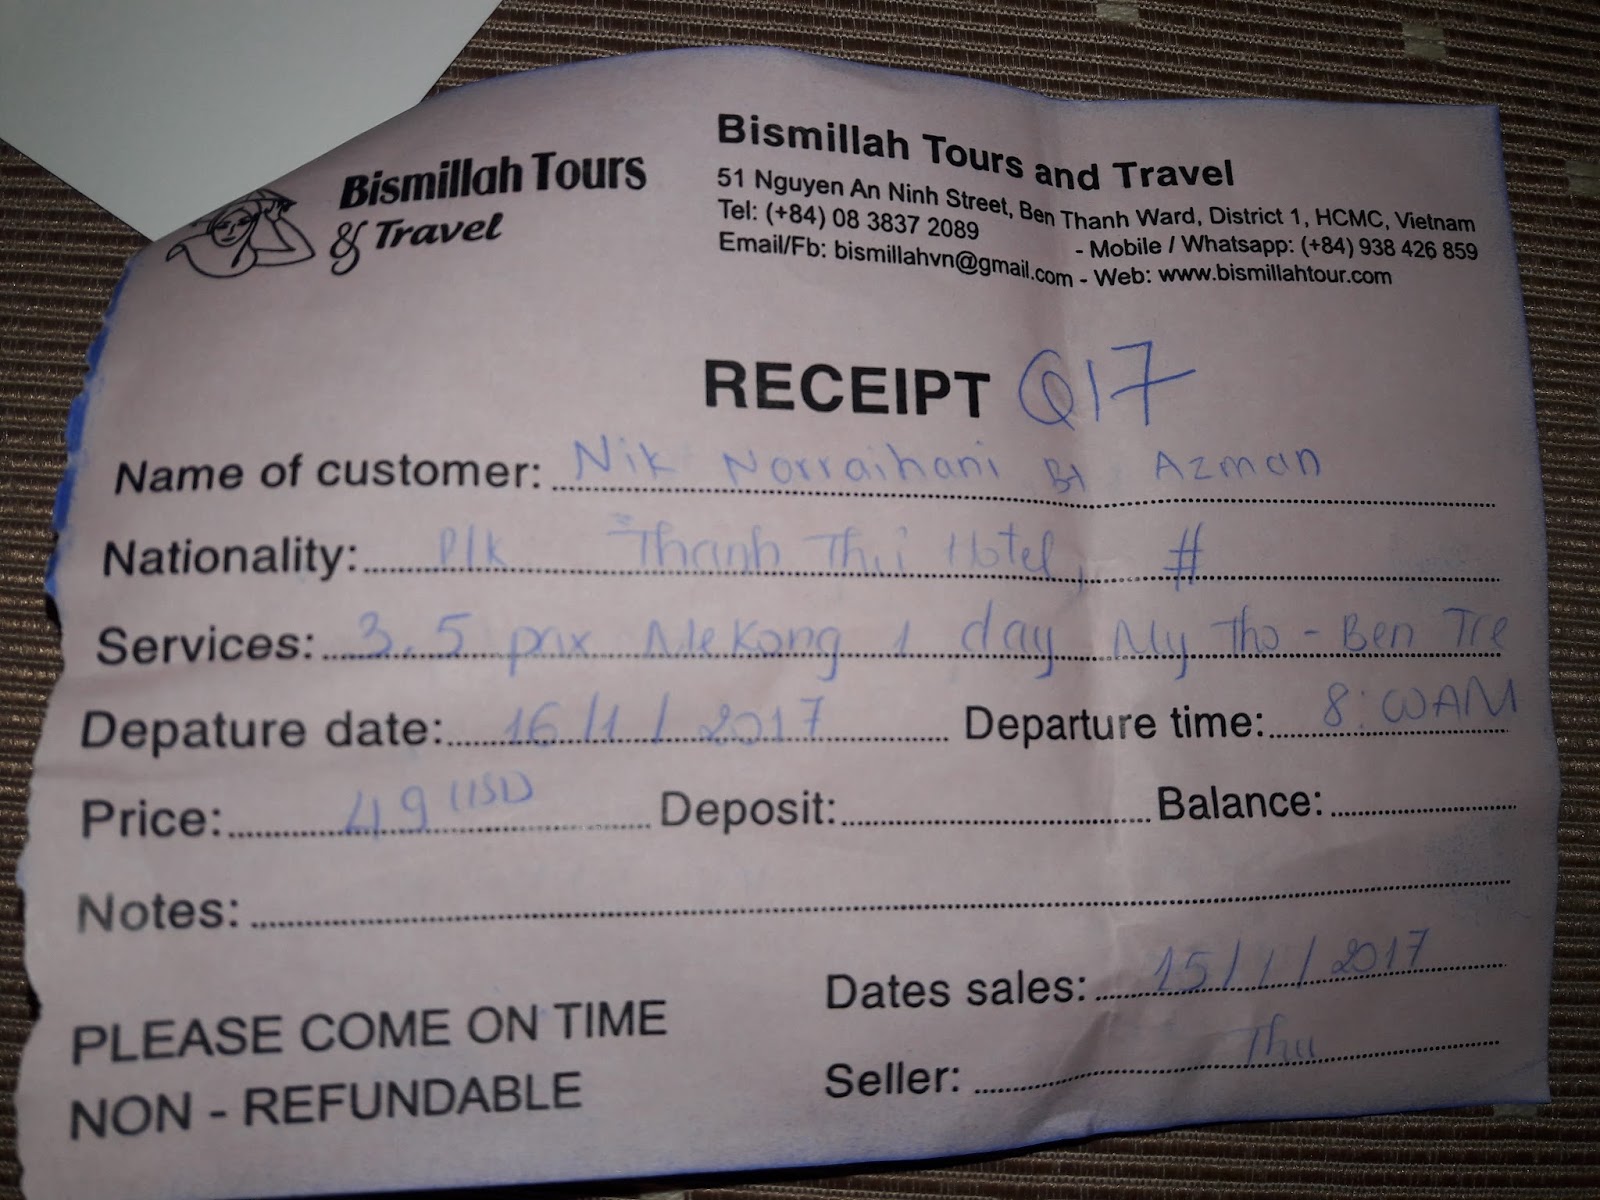 Bismillah Tours
& Travel
Bismillah Tours and Travel
51 Nguyen An Ninh Street, Ben Thanh Ward, District 1, HCMC, Vietnam
Tel: (+84) 08 3837 2089 - Mobile / Whatsapp: (+84) 938 426 859
Email/Fb: bismillahvn@gmail.com - Web: www.bismillahtour.com
RECEIPT Q17
Name of customer: Nik Norraihani Bt Azman
Nationality: P/k Thanh Thu Hotel, #
Services: 3.5 pax Mekong 1 day My Tho - Ben Tre
Depature date: 16/1/2017 Departure time: 8:00AM
Price: 49 USD Deposit: Balance:
Notes:
Dates sales: 15/1/2017
PLEASE COME ON TIME
Seller: Thu
NON - REFUNDABLE